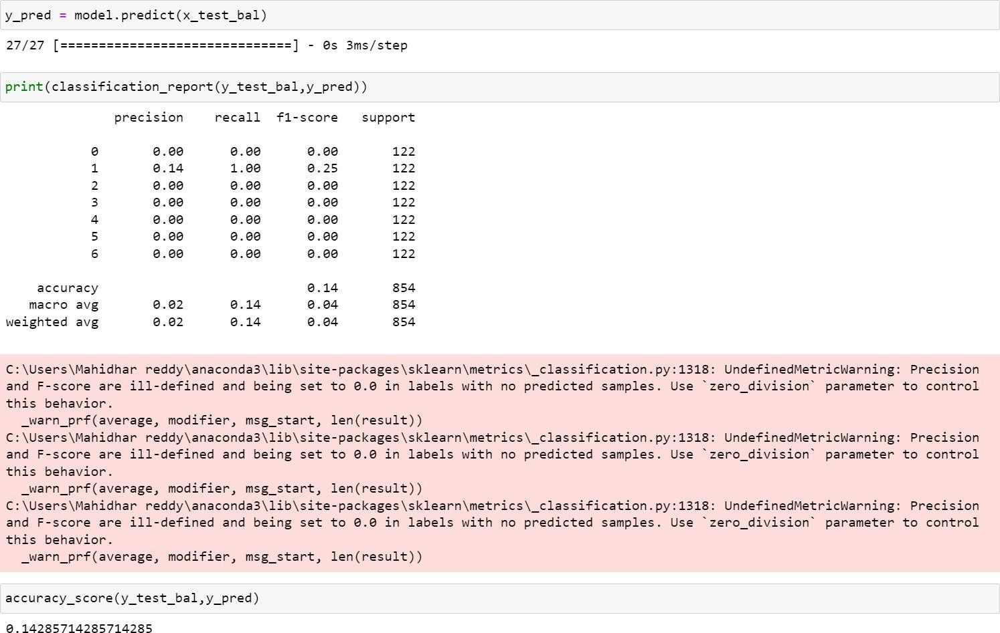 y_pred = model.predict(x_test_bal)
27/27 [==============================] - 0s 3ms/step
print(classification_report(y_test_bal,y_pred))
precision recall f1-score support
0 0.00 0.00 0.00 122
1 0.14 1.00 0.25 122
2 0.00 0.00 0.00 122
3 0.00 0.00 0.00 122
4 0.00 0.00 0.00 122
5 0.00 0.00 0.00 122
6 0.00 0.00 0.00 122
accuracy 0.14 854
macro avg 0.02 0.14 0.04 854
weighted avg 0.02 0.14 0.04 854
C:\Users\Mahidhar reddy\anaconda3\lib\site-packages\sklearn\metrics\_classification.py:1318: UndefinedMetricWarning: Precision
and F-score are ill-defined and being set to 0.0 in labels with no predicted samples. Use `zero_division` parameter to control
this behavior.
_warn_prf(average, modifier, msg_start, len(result))
C:\Users\Mahidhar reddy\anaconda3\lib\site-packages\sklearn\metrics\_classification.py:1318: UndefinedMetricWarning: Precision
and F-score are ill-defined and being set to 0.0 in labels with no predicted samples. Use `zero_division` parameter to control
this behavior.
_warn_prf(average, modifier, msg_start, len(result))
C:\Users\Mahidhar reddy\anaconda3\lib\site-packages\sklearn\metrics\_classification.py:1318: UndefinedMetricWarning: Precision
and F-score are ill-defined and being set to 0.0 in labels with no predicted samples. Use `zero_division` parameter to control
this behavior.
_warn_prf(average, modifier, msg_start, len(result))
accuracy_score(y_test_bal,y_pred)
0.14285714285714285